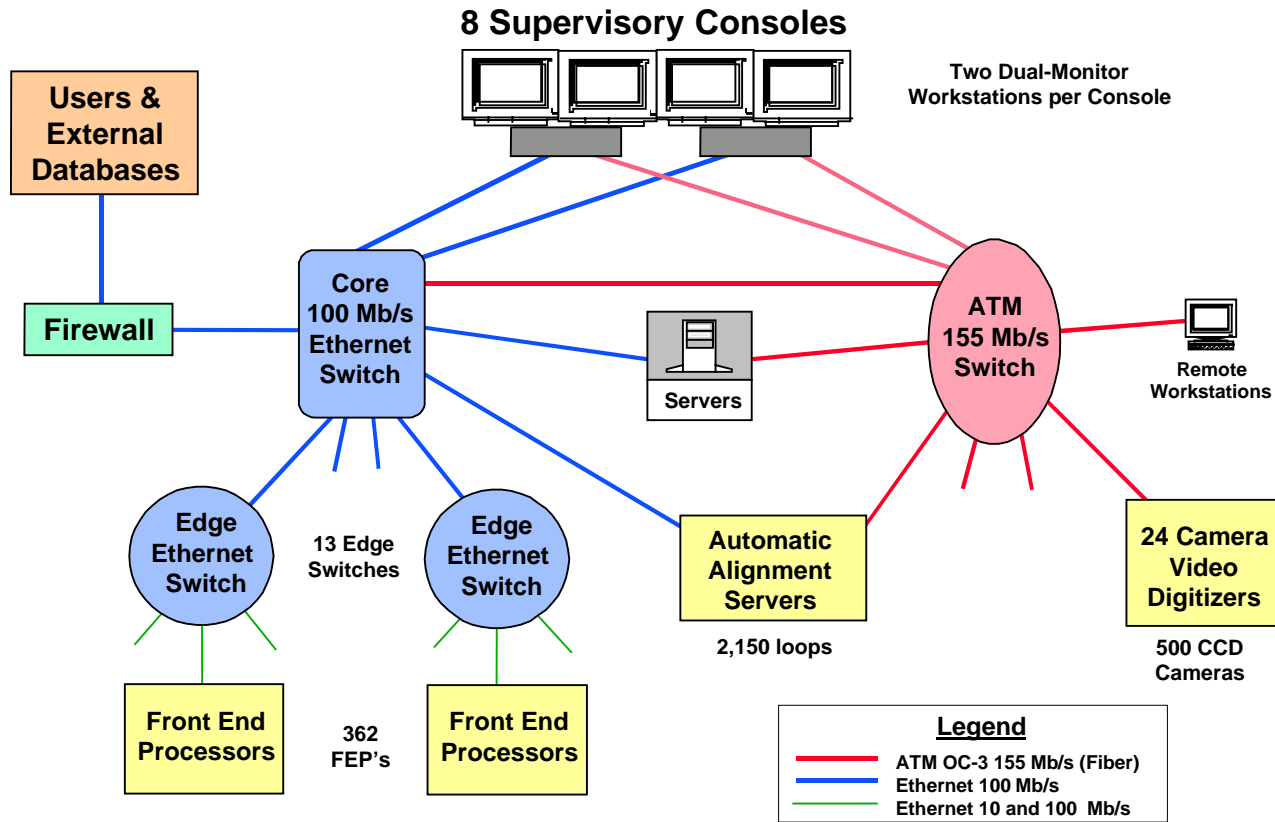 8 Supervisory Consoles
Two Dual-Monitor
Workstations per Console
Users &
External
Databases
Firewall
Core
100 Mb/s
Ethernet
Switch
Servers
ATM
155 Mb/s
Switch
Remote
Workstations
Edge
Ethernet
Switch
13 Edge
Switches
Edge
Ethernet
Switch
Automatic
Alignment
Servers
2,150 loops
24 Camera
Video
Digitizers
500 CCD
Cameras
Front End
Processors
362
FEP's
Front End
Processors
Legend
ATM OC-3 155 Mb/s (Fiber)
Ethernet 100 Mb/s
Ethernet 10 and 100 Mb/s